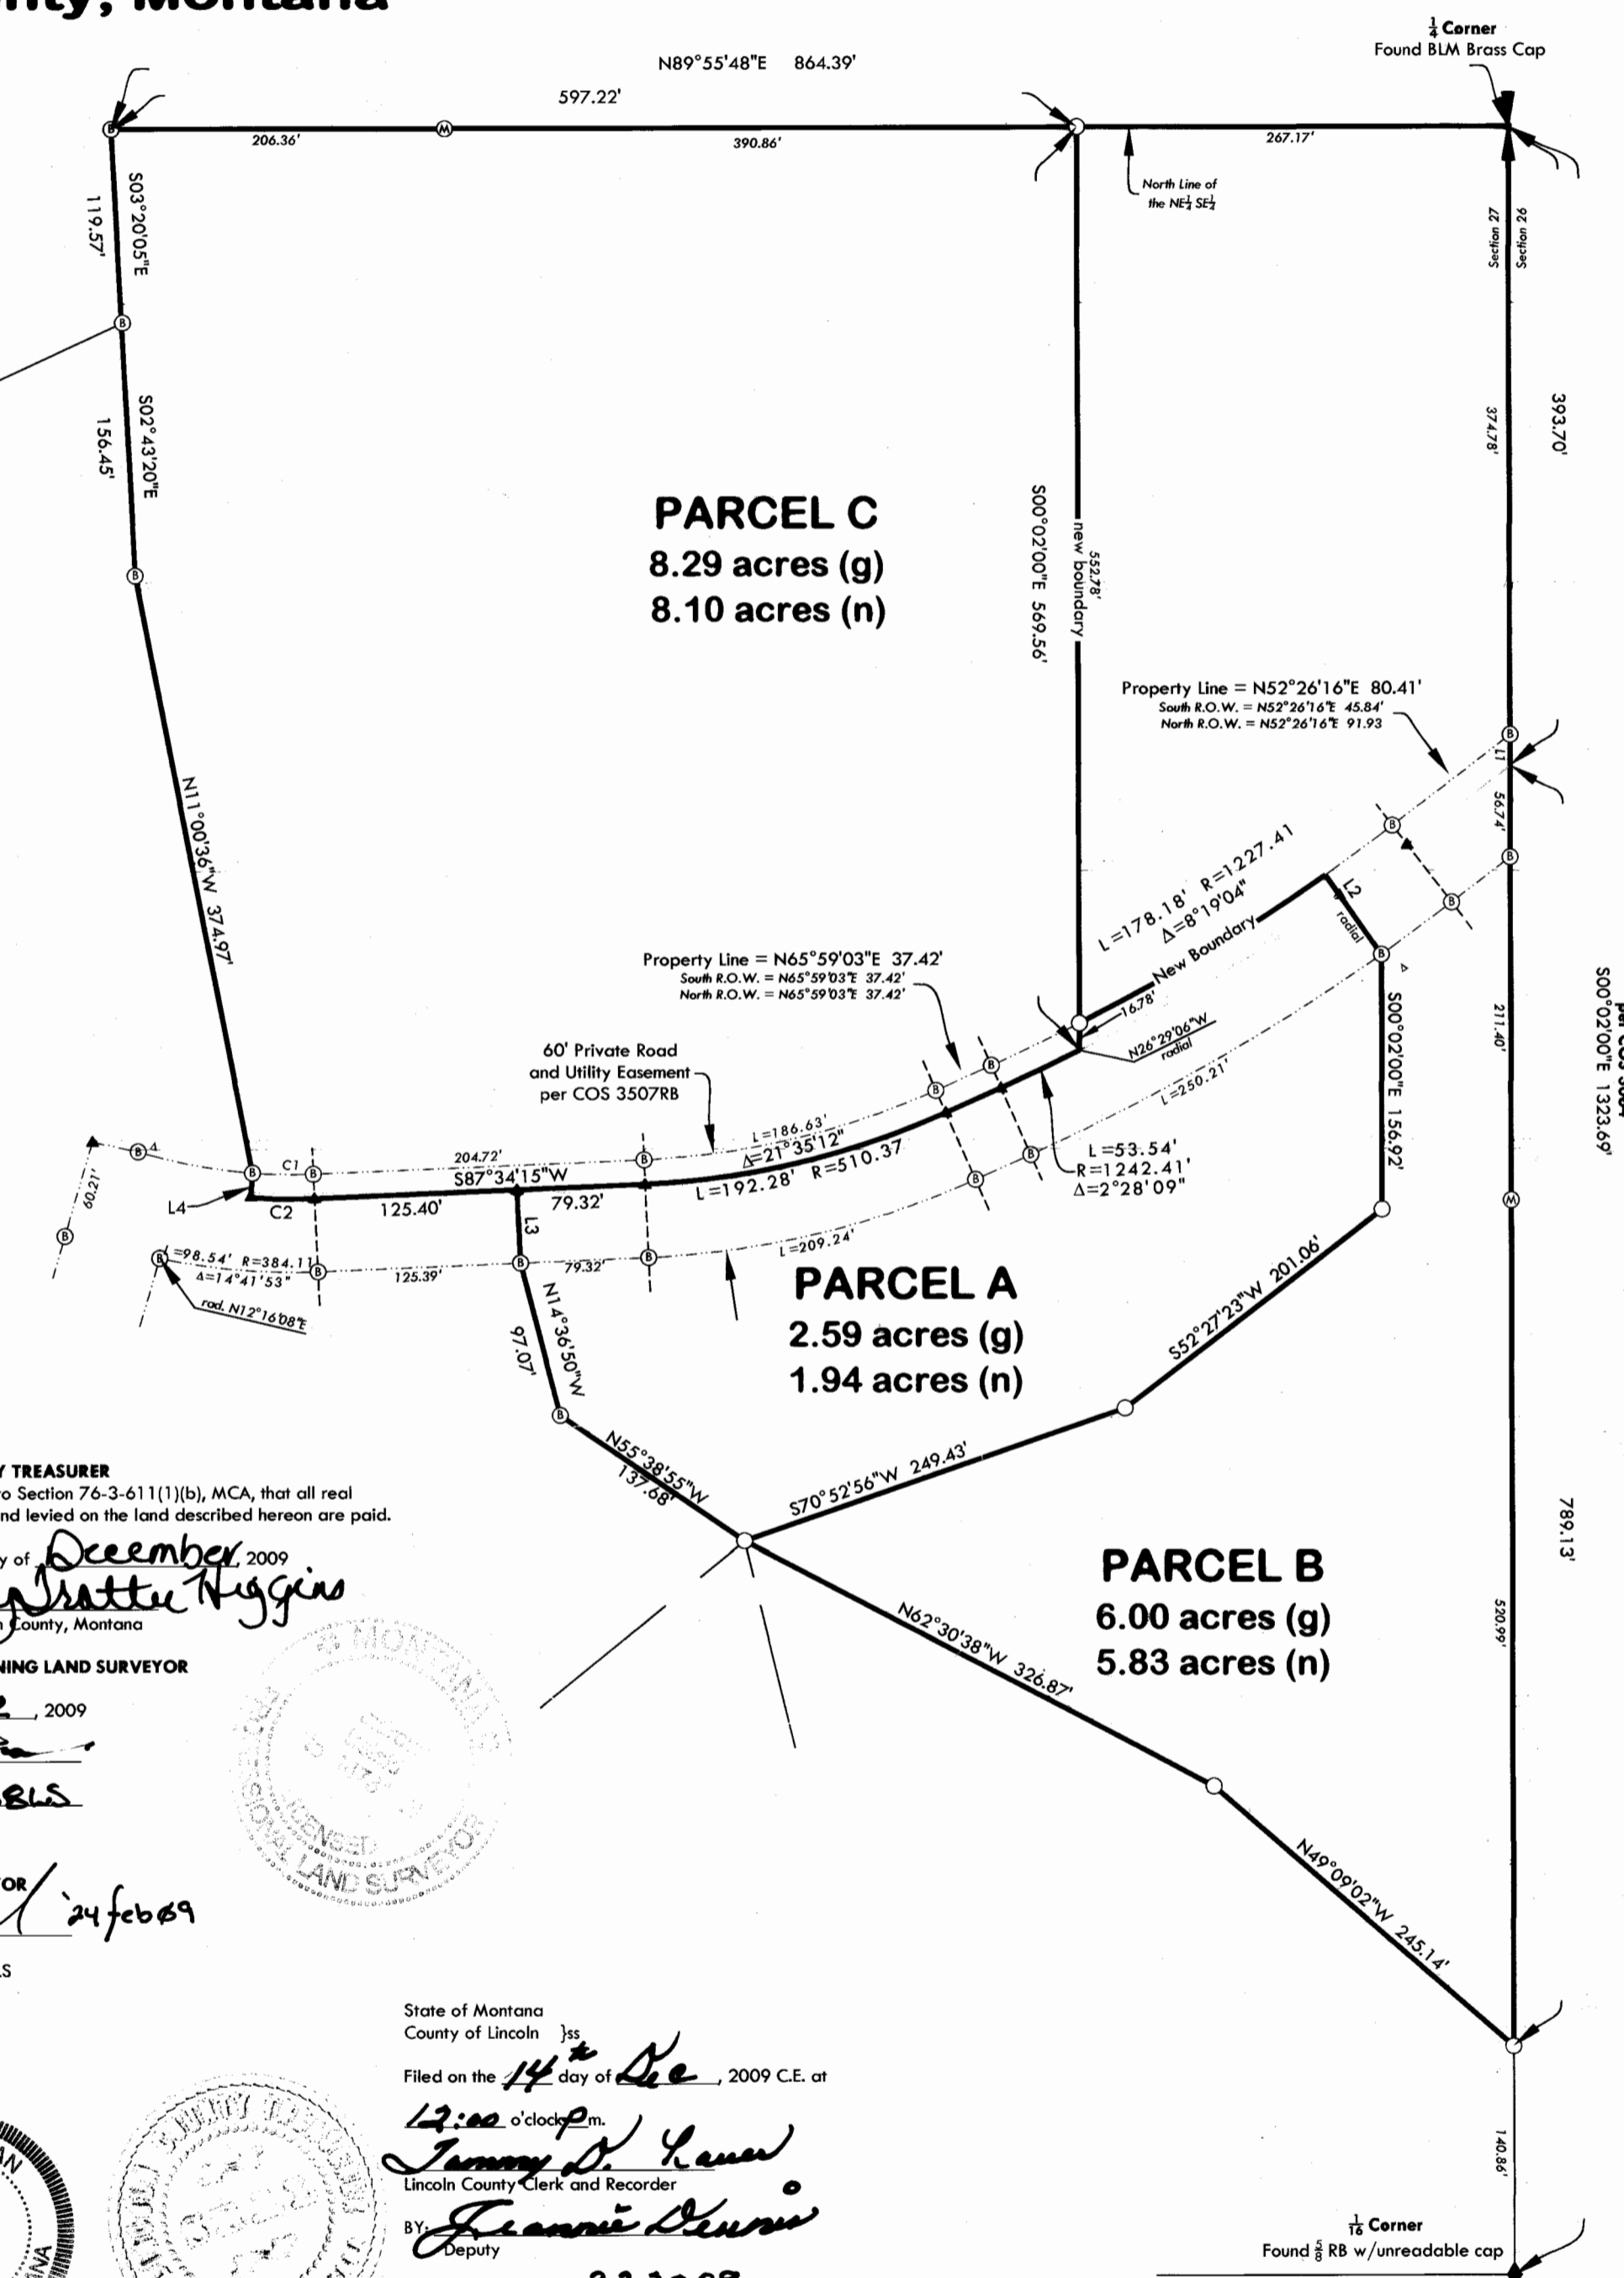 nty, Montana
1/4 Corner
Found BLM Brass Cap
N89°55'48"E 864.39'
597.22'
206.36'
390.86'
267.17'
North Line of
the NE¼ SE¼
S03°20'05"E
119.57'
Section 27
Section 26
S02°43'20"E
156.45'
374.78'
393.70'
PARCEL C
8.29 acres (g)
8.10 acres (n)
S00°02'00"E 569.56'
new boundary
552.78'
Property Line = N52°26'16"E 80.41'
South R.O.W. = N52°26'16"E 45.84'
North R.O.W. = N52°26'16"E 91.93
L1
56.74'
N11°00'36"W 374.97'
L=178.18' R=1227.41
Δ=8°19'04"
New Boundary
L2
radial
Property Line = N65°59'03"E 37.42'
South R.O.W. = N65°59'03"E 37.42'
North R.O.W. = N65°59'03"E 37.42'
16.78'
N26°29'06"W
radial
S00°02'00"E 156.92'
211.40'
S00°02'00"E 1323.69'
60' Private Road
and Utility Easement
per COS 3507RB
L=250.21'
L=186.63'
Δ=21°35'12"
L=192.28' R=510.37
L=53.54'
R=1242.41'
Δ=2°28'09"
C1
204.72'
S87°34'15"W
L4
C2
125.40'
79.32'
L3
60.21'
L=98.54' R=384.11
Δ=14°41'53"
125.39'
79.32'
L=209.24'
rad. N12°16'08"E
PARCEL A
2.59 acres (g)
1.94 acres (n)
N14°36'50"W
97.07'
S52°27'23"W 201.06'
N55°38'55"W
137.68'
S70°52'56"W 249.43'
Y TREASURER
o Section 76-3-611(1)(b), MCA, that all real
nd levied on the land described hereon are paid.
y of December, 2009
Higgins
County, Montana
NING LAND SURVEYOR
, 2009
8LS
OR
24 feb 09
LS
MONTANA
LICENSED
SIONAL LAND SURVEYOR
PARCEL B
6.00 acres (g)
5.83 acres (n)
789.13'
520.99'
N62°30'38"W 326.87'
N49°09'02"W 245.14'
State of Montana
County of Lincoln }ss
Filed on the 14th day of Dec, 2009 C.E. at
12:00 o'clock p m.
Tammy D. Lauer
Lincoln County Clerk and Recorder
BY: Jeannie Dennis
Deputy
140.86'
1/16 Corner
Found ⅝ RB w/unreadable cap